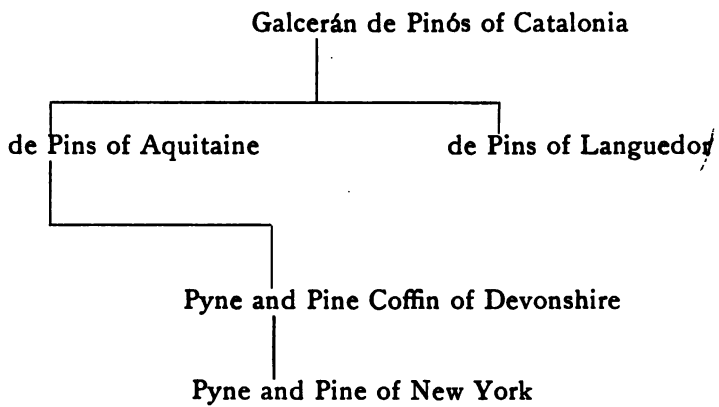 Galcerán de Pinós of Catalonia
de Pins of Aquitaine
de Pins of Languedor
Pyne and Pine Coffin of Devonshire
Pyne and Pine of New York